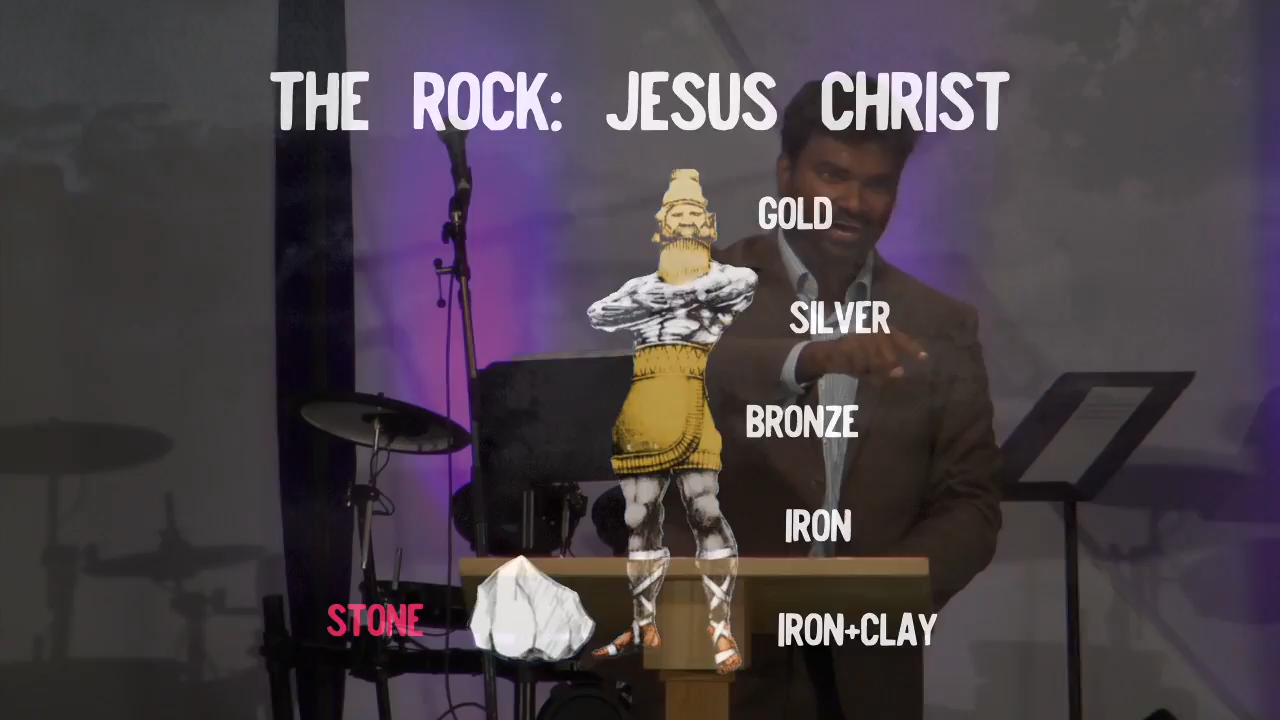 THE ROCK: JESUS CHRIST
GOLD
SILVER
BRONZE
IRON
STONE
IRON+CLAY